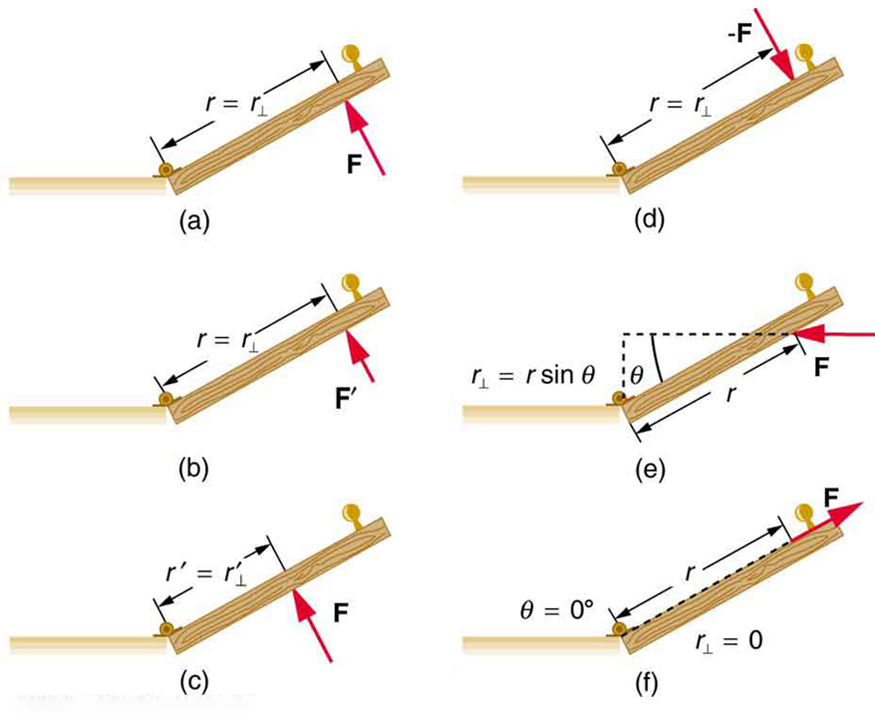 r = r⊥
F
(a)
-F
r = r⊥
(d)
r = r⊥
F′
(b)
r⊥ = r sin θ
θ
r
F
(e)
r′ = r′⊥
F
(c)
F
r
θ = 0°
r⊥ = 0
(f)